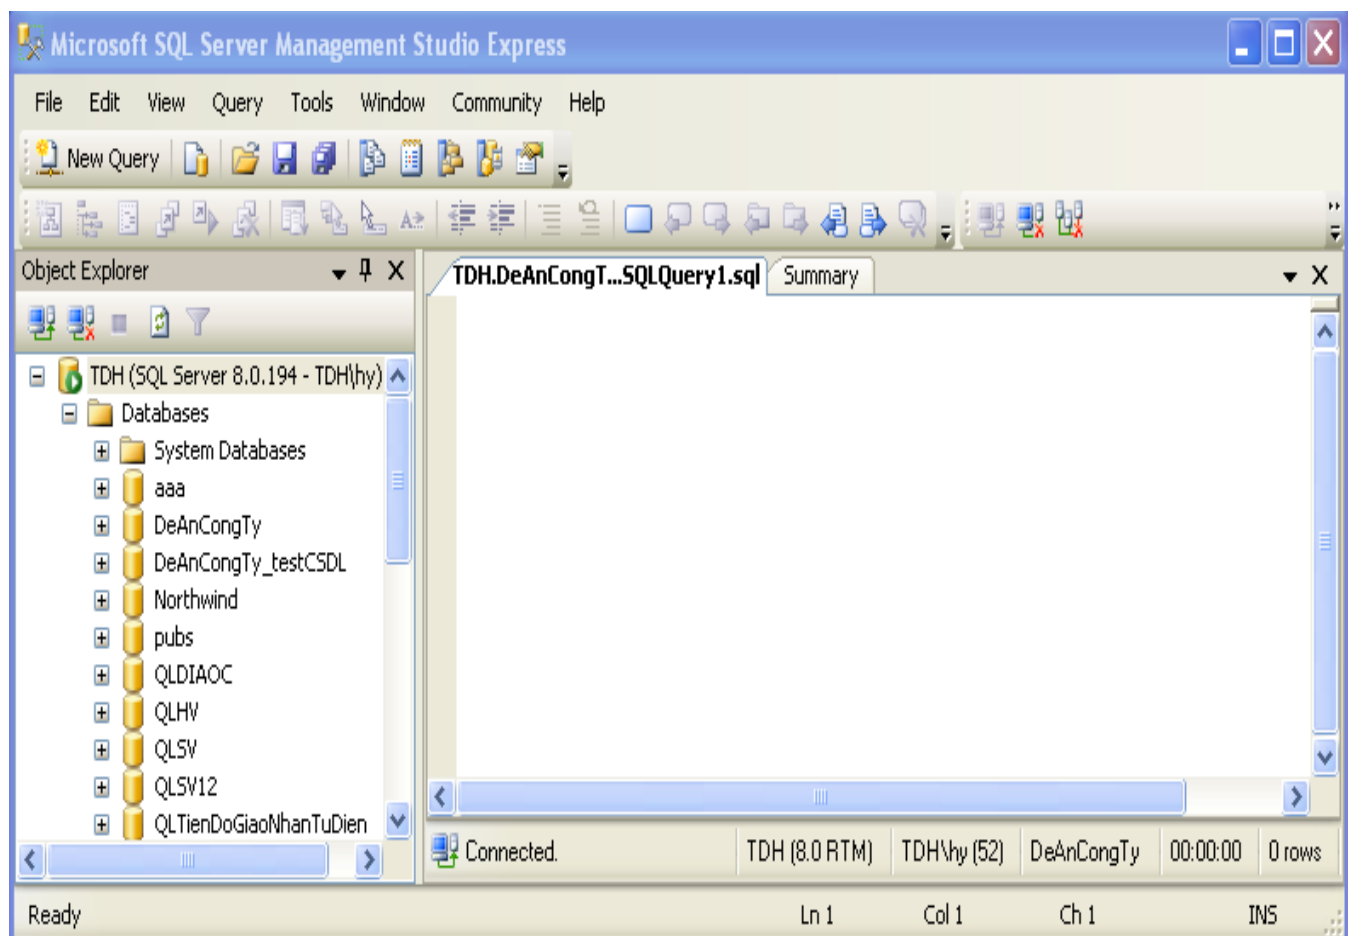 Microsoft SQL Server Management Studio Express
File Edit View Query Tools Window Community Help
New Query
Object Explorer
TDH.DeAnCongT...SQLQuery1.sql Summary
TDH (SQL Server 8.0.194 - TDH\hy)
Databases
System Databases
aaa
DeAnCongTy
DeAnCongTy_testCSDL
Northwind
pubs
QLDIAOC
QLHV
QLSV
QLSV12
QLTienDoGiaoNhanTuDien
Connected. TDH (8.0 RTM) TDH\hy (52) DeAnCongTy 00:00:00 0 rows
Ready Ln 1 Col 1 Ch 1 INS